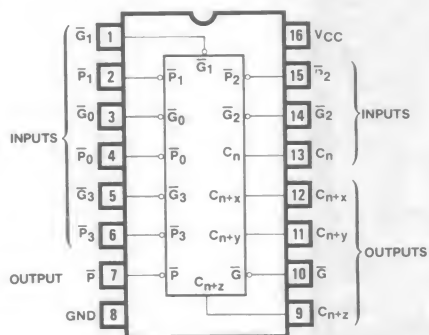 G̅1 1 16 VCC
G̅1
P̅1 2 P̅1 P̅2 15 P̅2
G̅0 3 G̅0 G̅2 14 G̅2
INPUTS INPUTS
P̅0 4 P̅0 Cn 13 Cn
G̅3 5 G̅3 Cn+x 12 Cn+x
P̅3 6 P̅3 Cn+y 11 Cn+y
OUTPUTS
OUTPUT P̅ 7 P̅ G̅ 10 G̅
Cn+z
GND 8 9 Cn+z